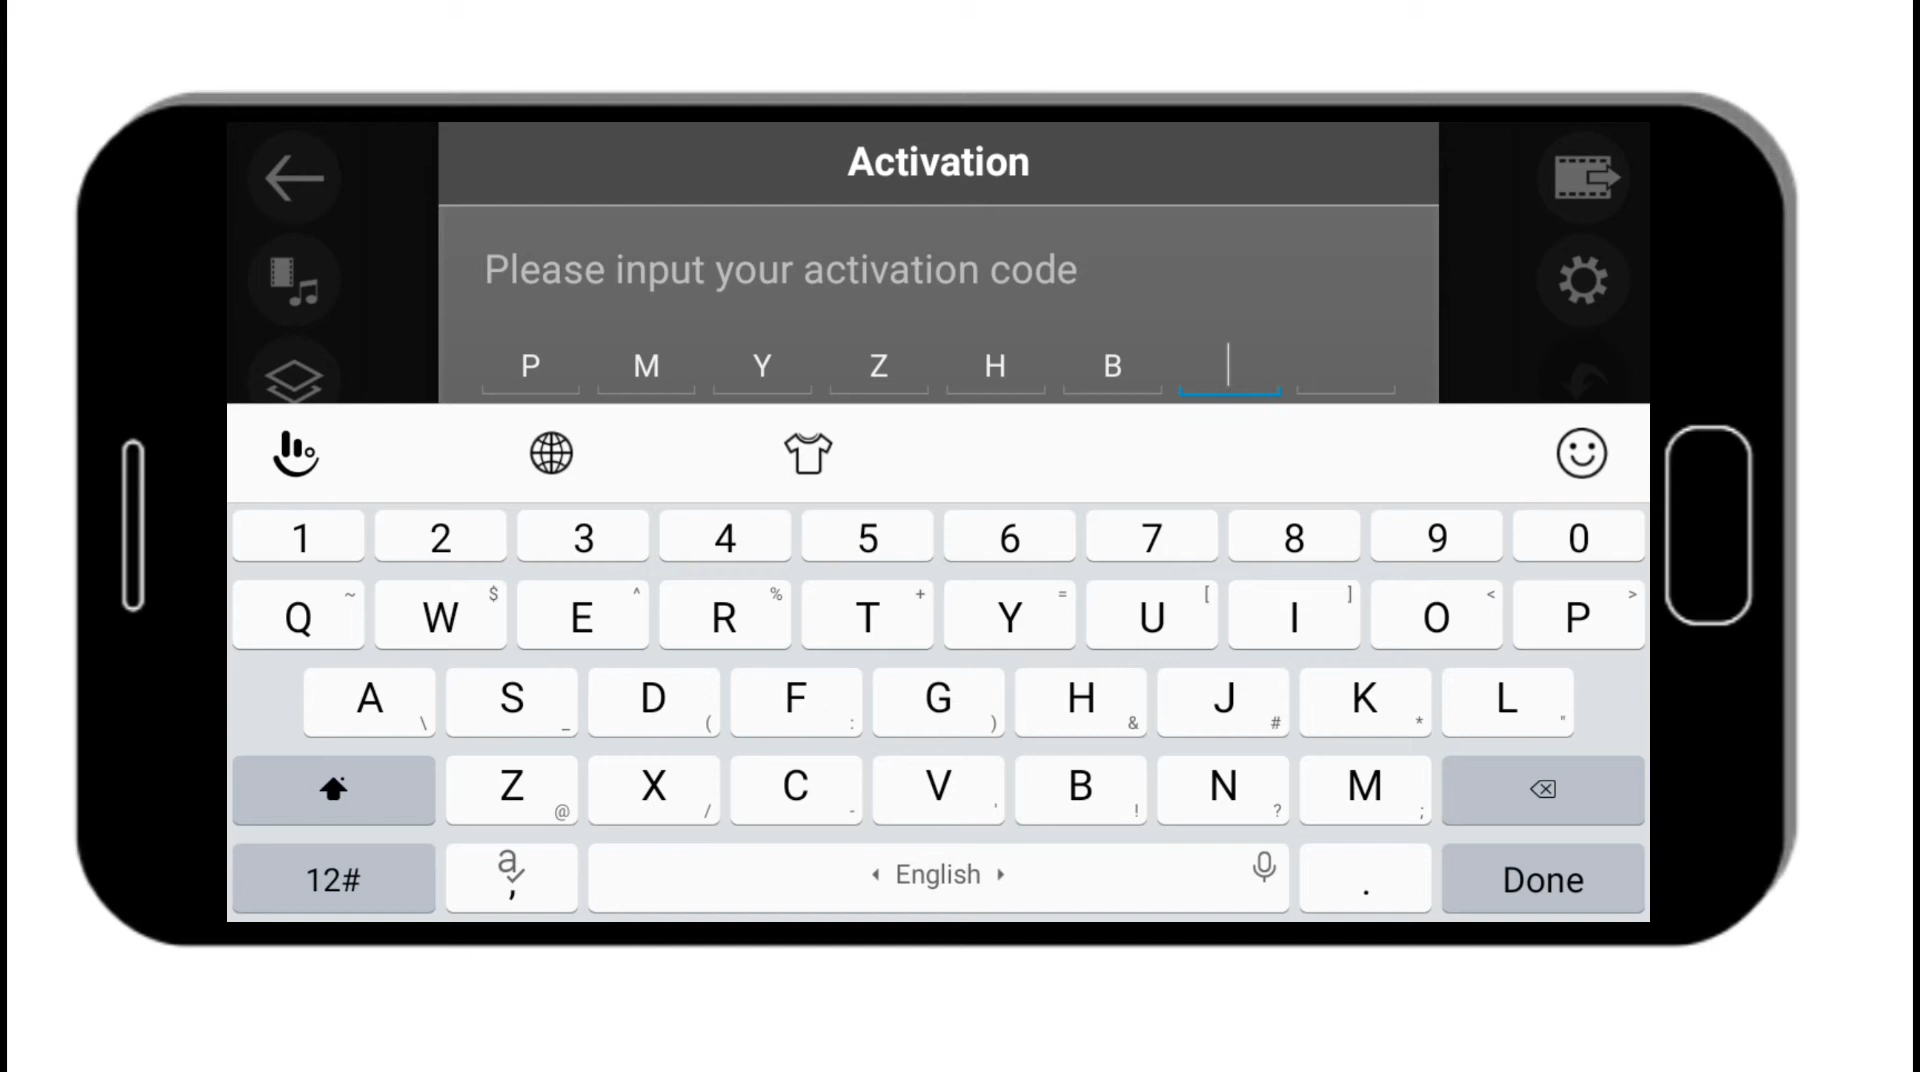 Activation
Please input your activation code
P M Y Z H B
1 2 3 4 5 6 7 8 9 0
~ $ ^ % + = [ ] < >
Q W E R T Y U I O P
A S D F G H J K L
\ _ ( : ) & # * "
Z X C V B N M
@ / - ' ! ? ;
12# a , English . Done